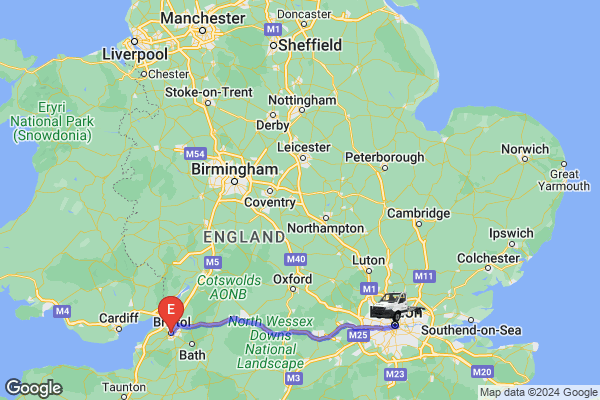 Doncaster
Manchester
M1
Liverpool
Sheffield
Chester
Stoke-on-Trent
Nottingham
Eryri
National Park
(Snowdonia)
Derby
Leicester
M54
Peterborough
Norwich
Birmingham
Great
Yarmouth
Coventry
Cambridge
Northampton
ENGLAND
Ipswich
M5
M40
Luton
Colchester
M11
Cotswolds
AONB
Oxford
M1
M4
E
Cardiff
Bristol
North Wessex
Downs
National
Landscape
Southend-on-Sea
M25
Bath
M3
M20
M23
Taunton
Google
Map data ©2024 Google